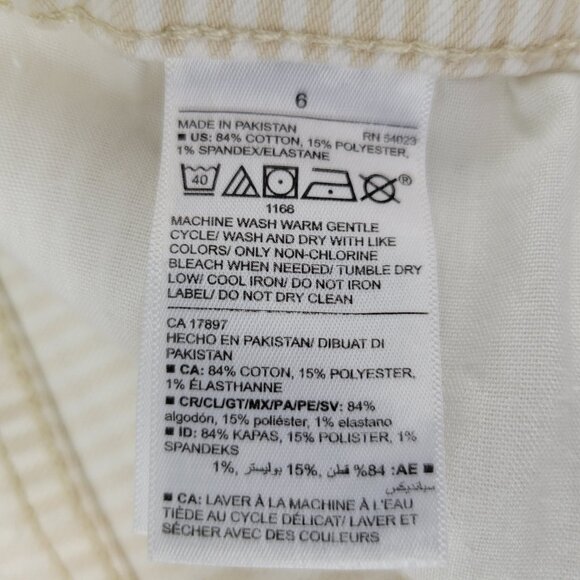 6
MADE IN PAKISTAN RN 54023
■ US: 84% COTTON, 15% POLYESTER,
1% SPANDEX/ELASTANE
40
®
1166
MACHINE WASH WARM GENTLE
CYCLE/ WASH AND DRY WITH LIKE
COLORS/ ONLY NON-CHLORINE
BLEACH WHEN NEEDED/ TUMBLE DRY
LOW/ COOL IRON/ DO NOT IRON
LABEL/ DO NOT DRY CLEAN
CA 17897
HECHO EN PAKISTAN/ DIBUAT DI
PAKISTAN
■ CA: 84% COTON, 15% POLYESTER,
1% ÉLASTHANNE
■ CR/CL/GT/MX/PA/PE/SV: 84%
algodón, 15% poliéster, 1% elastano
■ ID: 84% KAPAS, 15% POLISTER, 1%
SPANDEKS
■ AE: 84% قطن, 15% بوليستر, 1%
سباندیکس
■ CA: LAVER À LA MACHINE À L'EAU
TIÈDE AU CYCLE DÉLICAT/ LAVER ET
SÉCHER AVEC DES COULEURS